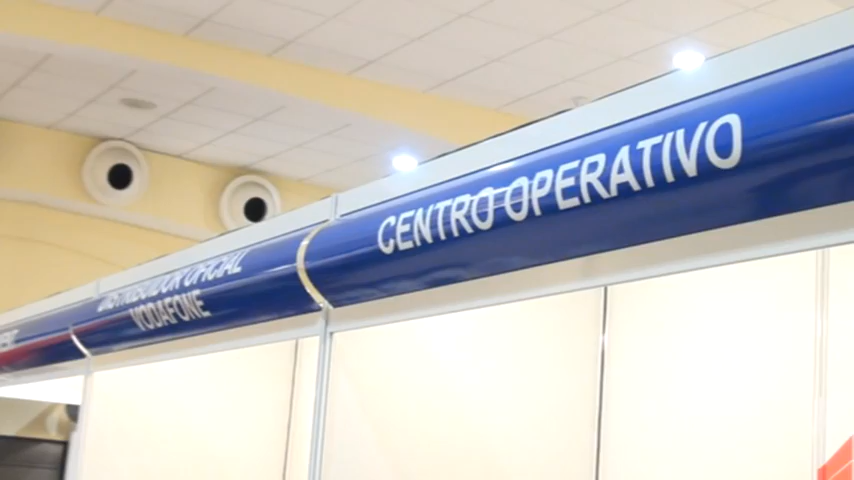 DISTRIBUIDOR OFICIAL
VODAFONE
CENTRO OPERATIVO